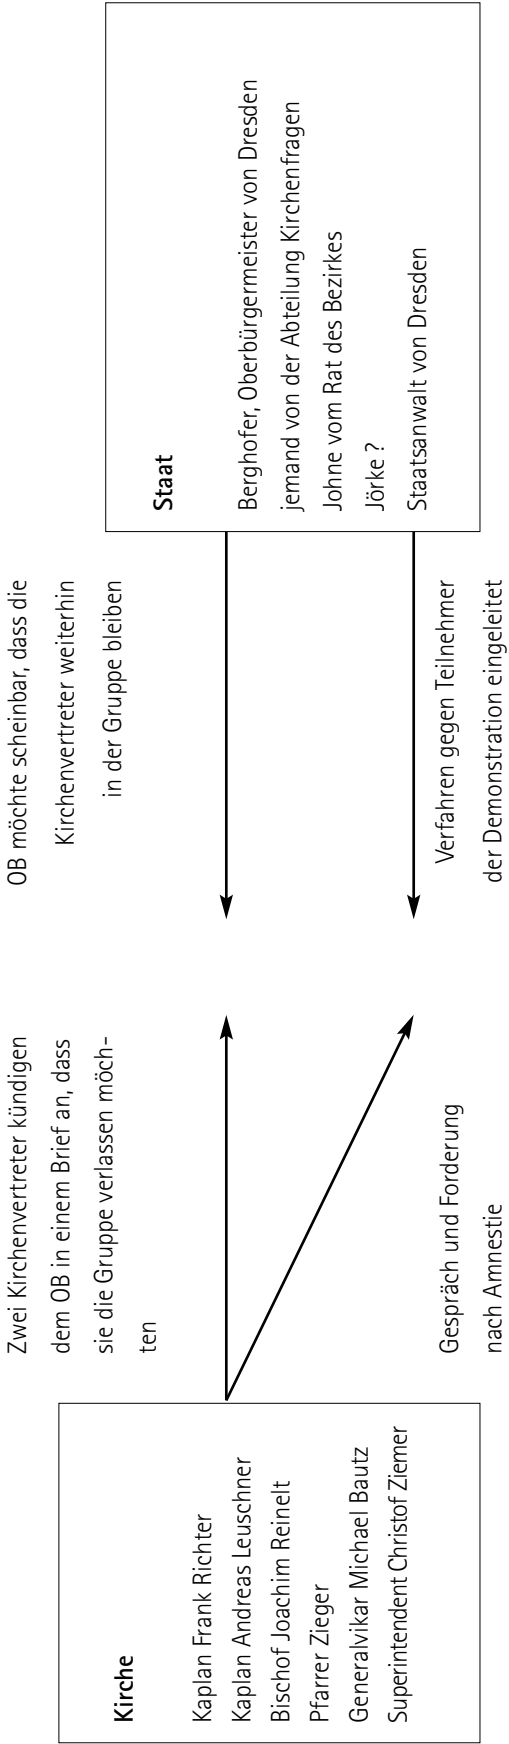 Kirche
Kaplan Frank Richter
Kaplan Andreas Leuschner
Bischof Joachim Reinelt
Pfarrer Zieger
Generalvikar Michael Bautz
Superintendent Christof Ziemer
Zwei Kirchenvertreter kündigen
dem OB in einem Brief an, dass
sie die Gruppe verlassen möch-
ten
Gespräch und Forderung
nach Amnestie
OB möchte scheinbar, dass die
Kirchenvertreter weiterhin
in der Gruppe bleiben
Verfahren gegen Teilnehmer
der Demonstration eingeleitet
Staat
Berghofer, Oberbürgermeister von Dresden
jemand von der Abteilung Kirchenfragen
Johne vom Rat des Bezirkes
Jörke ?
Staatsanwalt von Dresden